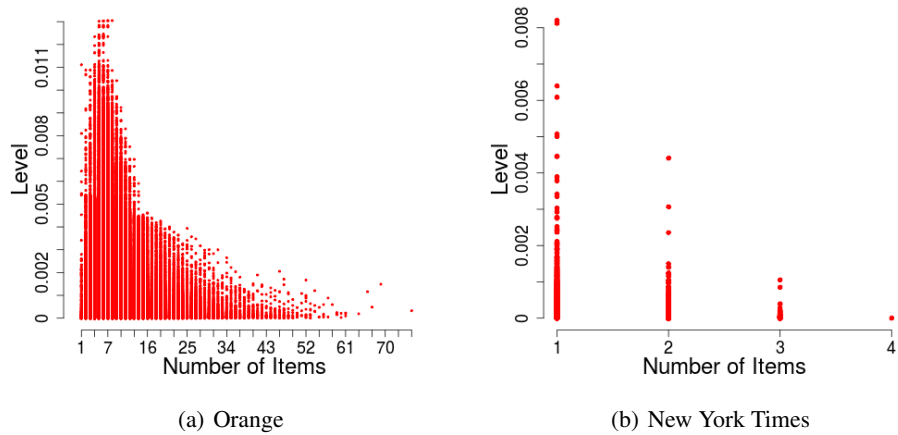 Level
0.011
0.008
0.005
0.002
0
1 7 16 25 34 43 52 61 70
Number of Items
(a) Orange
Level
0.008
0.006
0.004
0.002
0
1 2 3 4
Number of Items
(b) New York Times